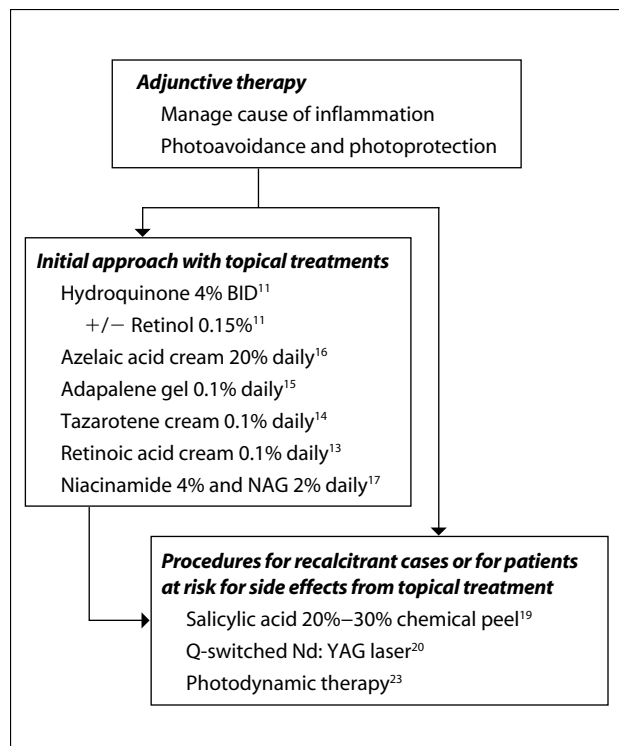 Adjunctive therapy
Manage cause of inflammation
Photoavoidance and photoprotection
Initial approach with topical treatments
Hydroquinone 4% BID¹¹
+/− Retinol 0.15%¹¹
Azelaic acid cream 20% daily¹⁶
Adapalene gel 0.1% daily¹⁵
Tazarotene cream 0.1% daily¹⁴
Retinoic acid cream 0.1% daily¹³
Niacinamide 4% and NAG 2% daily¹⁷
Procedures for recalcitrant cases or for patients
at risk for side effects from topical treatment
Salicylic acid 20%–30% chemical peel¹⁹
Q-switched Nd: YAG laser²⁰
Photodynamic therapy²³